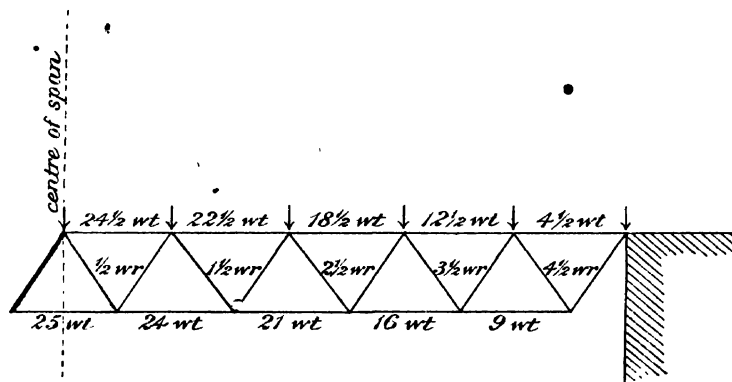 centre of span
24½ wt 22½ wt 18½ wt 12½ wt 4½ wt
½ wr 1½ wr 2½ wr 3½ wr 4½ wr
25 wt 24 wt 21 wt 16 wt 9 wt